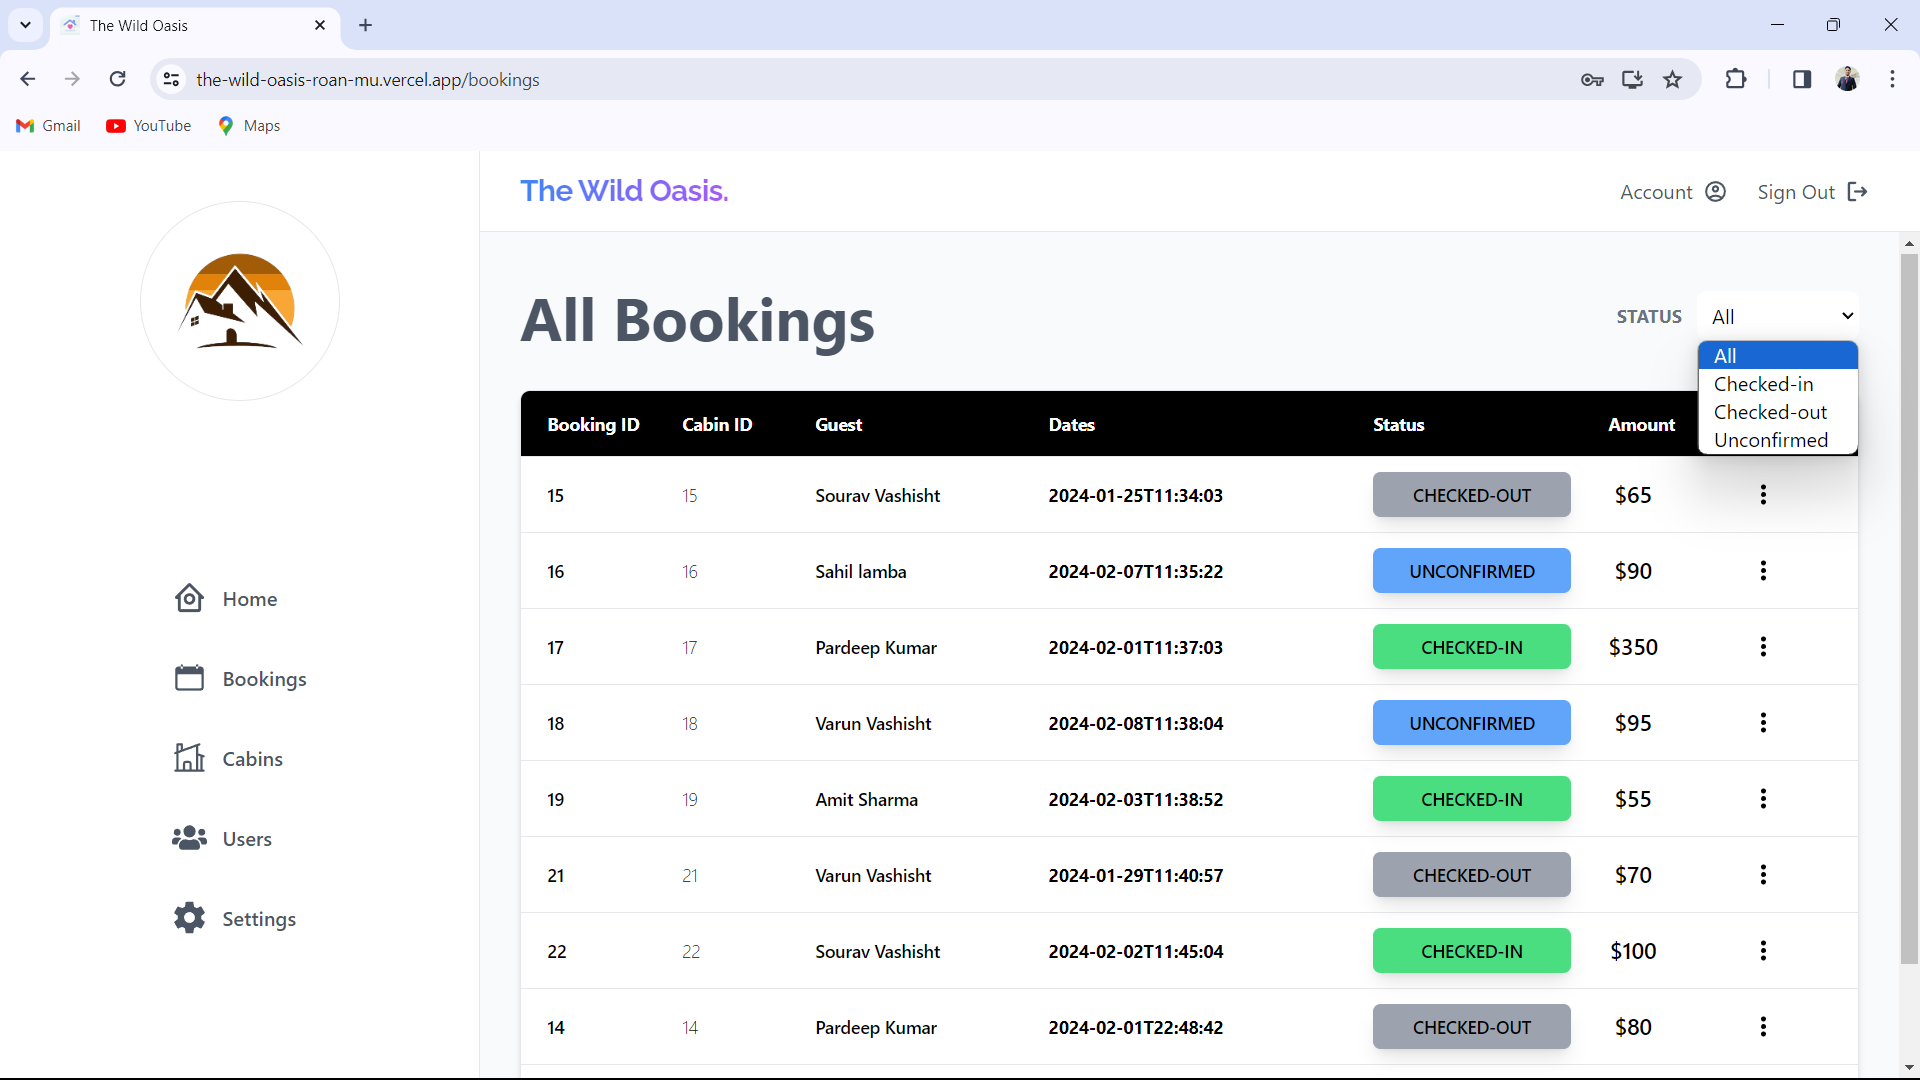 The Wild Oasis
the-wild-oasis-roan-mu.vercel.app/bookings
Gmail YouTube Maps
The Wild Oasis. Account Sign Out
All Bookings STATUS All
All
Checked-in
Checked-out
Unconfirmed
Booking ID Cabin ID Guest Dates Status Amount
15 15 Sourav Vashisht 2024-01-25T11:34:03 CHECKED-OUT $65
16 16 Sahil lamba 2024-02-07T11:35:22 UNCONFIRMED $90
17 17 Pardeep Kumar 2024-02-01T11:37:03 CHECKED-IN $350
18 18 Varun Vashisht 2024-02-08T11:38:04 UNCONFIRMED $95
19 19 Amit Sharma 2024-02-03T11:38:52 CHECKED-IN $55
21 21 Varun Vashisht 2024-01-29T11:40:57 CHECKED-OUT $70
22 22 Sourav Vashisht 2024-02-02T11:45:04 CHECKED-IN $100
14 14 Pardeep Kumar 2024-02-01T22:48:42 CHECKED-OUT $80
Home
Bookings
Cabins
Users
Settings